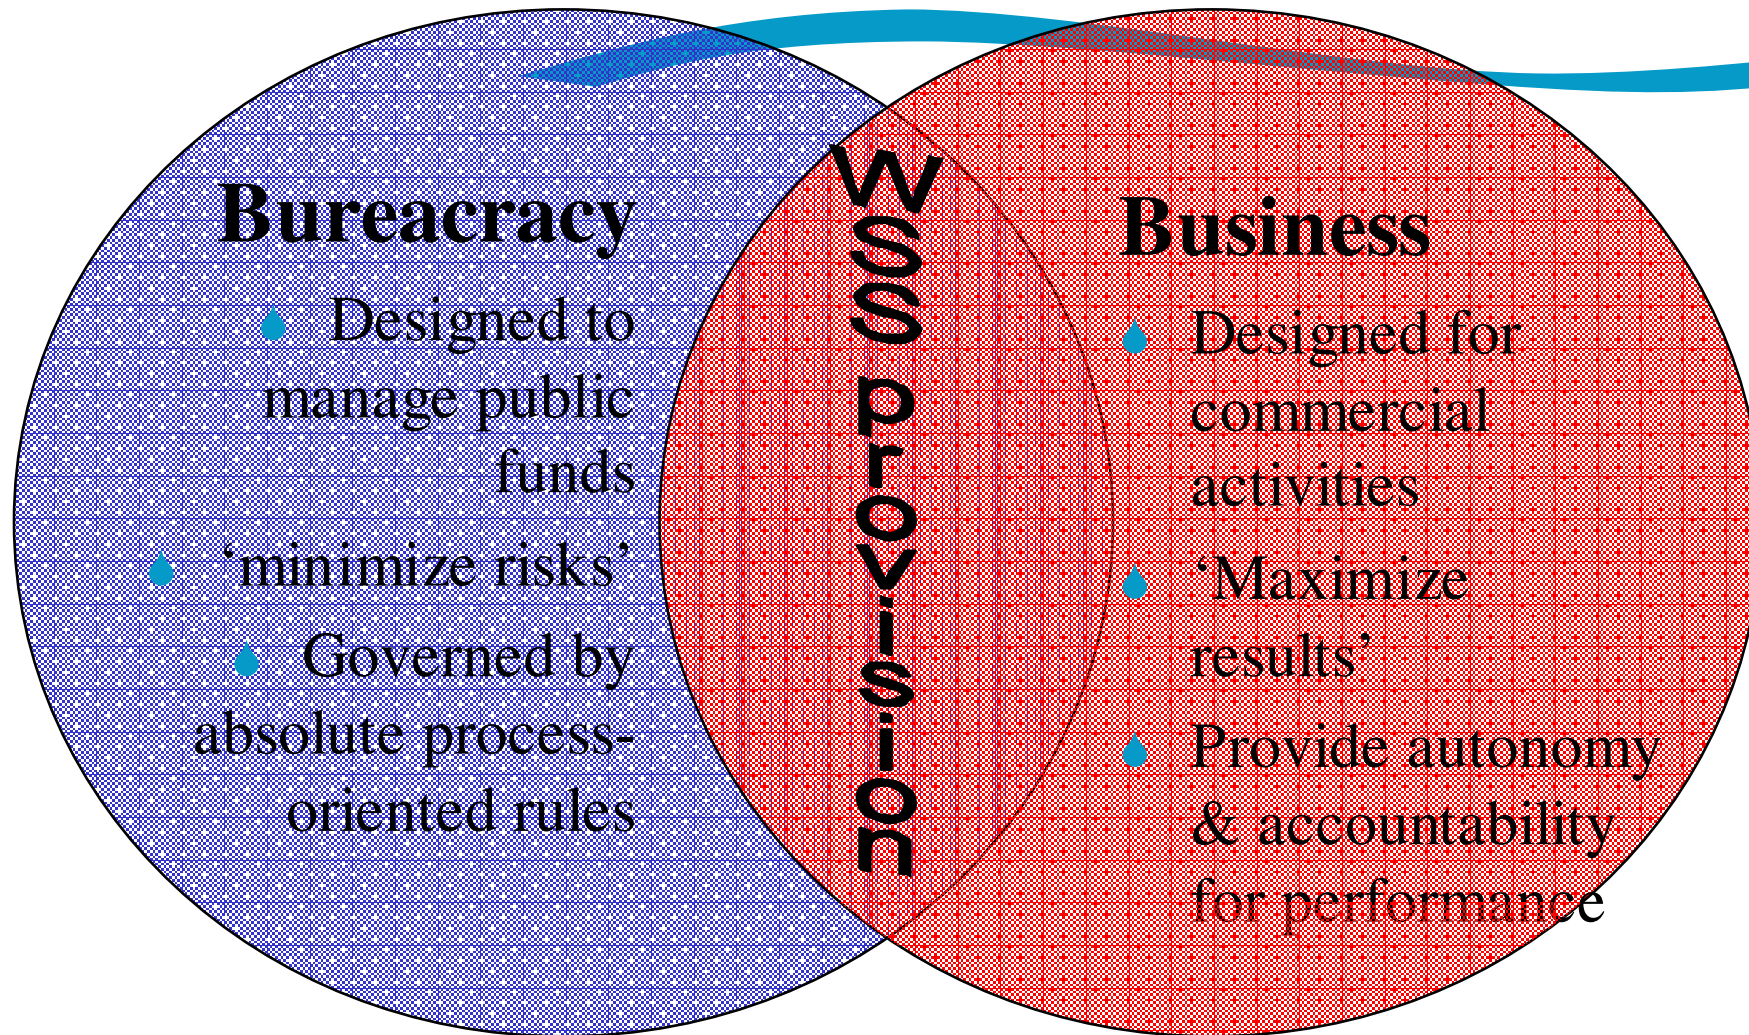 Bureacracy
Designed to
manage public
funds
‘minimize risks’
Governed by
absolute process-
oriented rules
WSS provision
Business
Designed for
commercial
activities
‘Maximize
results’
Provide autonomy
& accountability
for performance